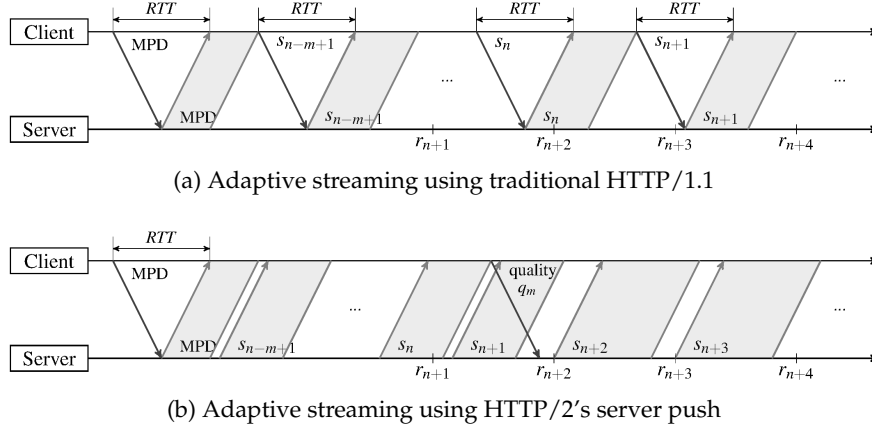 RTT RTT RTT RTT
Client
MPD s_{n−m+1} s_n s_{n+1}
... ...
MPD s_{n−m+1} s_n s_{n+1}
Server
r_{n+1} r_{n+2} r_{n+3} r_{n+4}
(a) Adaptive streaming using traditional HTTP/1.1
RTT
Client
MPD quality
q_m
... ...
MPD s_{n−m+1} s_n s_{n+1} s_{n+2} s_{n+3}
Server
r_{n+1} r_{n+2} r_{n+3} r_{n+4}
(b) Adaptive streaming using HTTP/2's server push